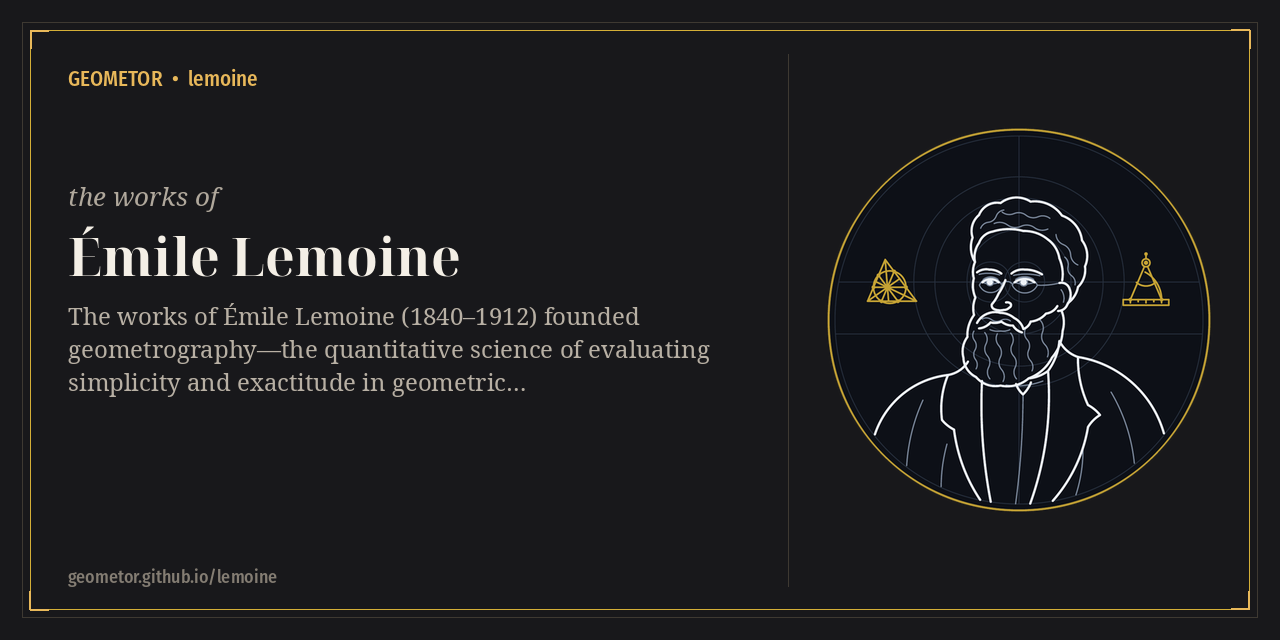 GEOMETOR • lemoine
the works of
Émile Lemoine
The works of Émile Lemoine (1840–1912) founded
geometrography—the quantitative science of evaluating
simplicity and exactitude in geometric...
geometor.github.io/lemoine